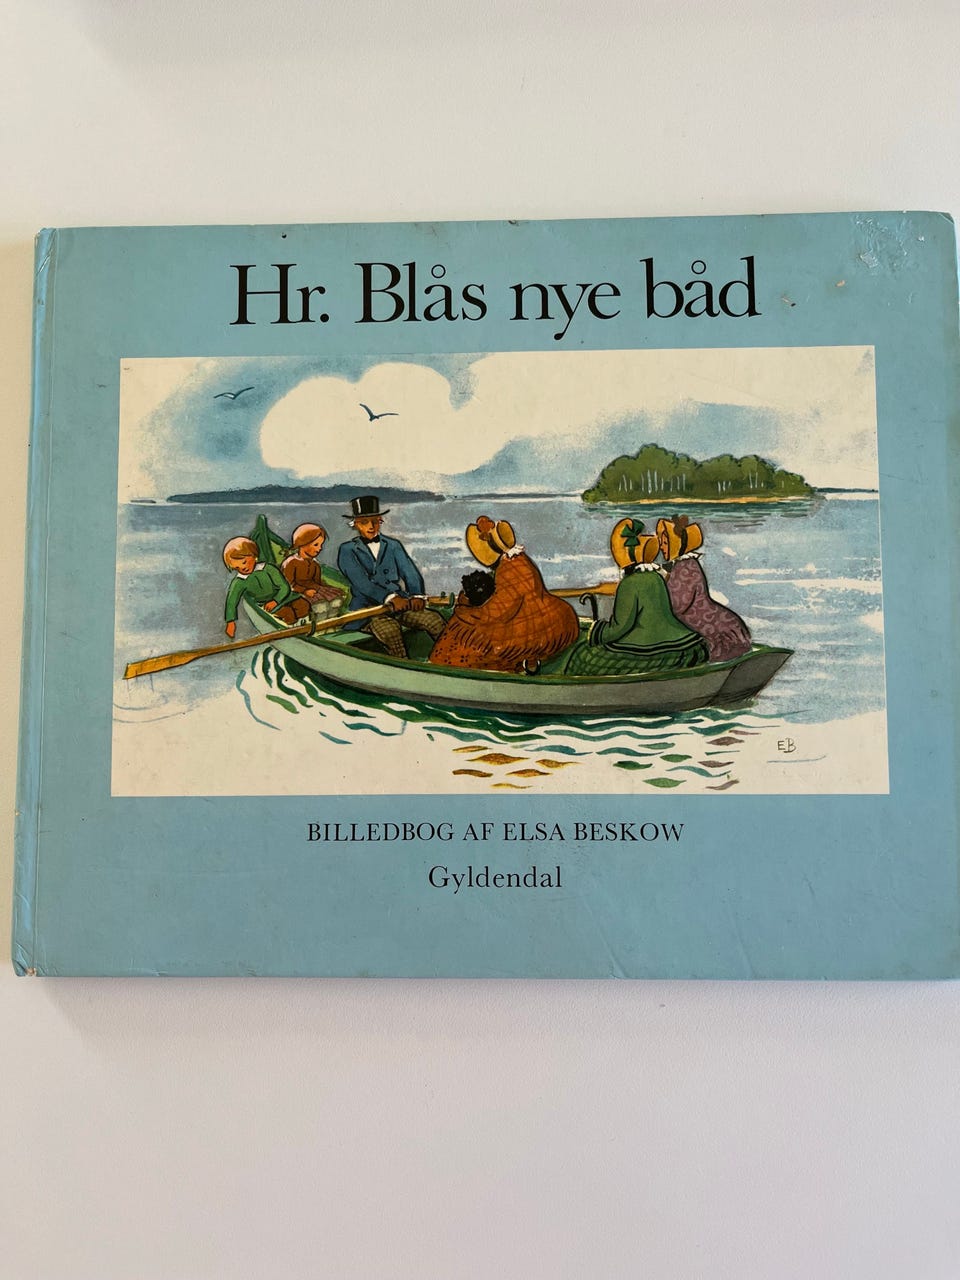 Hr. Blås nye båd
EB
BILLEDBOG AF ELSA BESKOW
Gyldendal